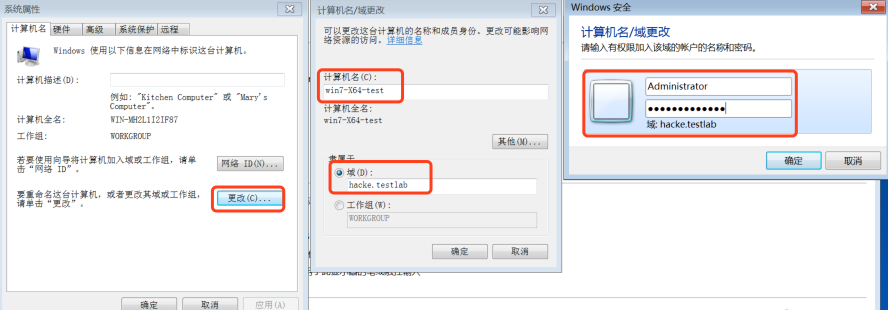 系统属性
计算机名 硬件 高级 系统保护 远程
Windows 使用以下信息在网络中标识这台计算机。
计算机描述(D):
例如: "Kitchen Computer" 或 "Mary's
Computer"。
计算机全名: WIN-MH2L1I2IF87
工作组: WORKGROUP
若要使用向导将计算机加入域或工作组，请单
击“网络 ID”。
网络 ID(N)...
要重命名这台计算机，或者更改其域或工作组，
请单击“更改”。
更改(C)...
确定 取消 应用(A)
计算机名/域更改
可以更改这台计算机的名称和成员身份。更改可能影响网
络资源的访问。详细信息
计算机名(C):
win7-X64-test
计算机全名:
win7-X64-test
其他(M)...
隶属于
域(D):
hacke.testlab
工作组(W):
WORKGROUP
确定 取消
Windows 安全
计算机名/域更改
请输入有权限加入该域的帐户的名称和密码。
Administrator
●●●●●●●●●●●●●
域: hacke.testlab
确定 取消